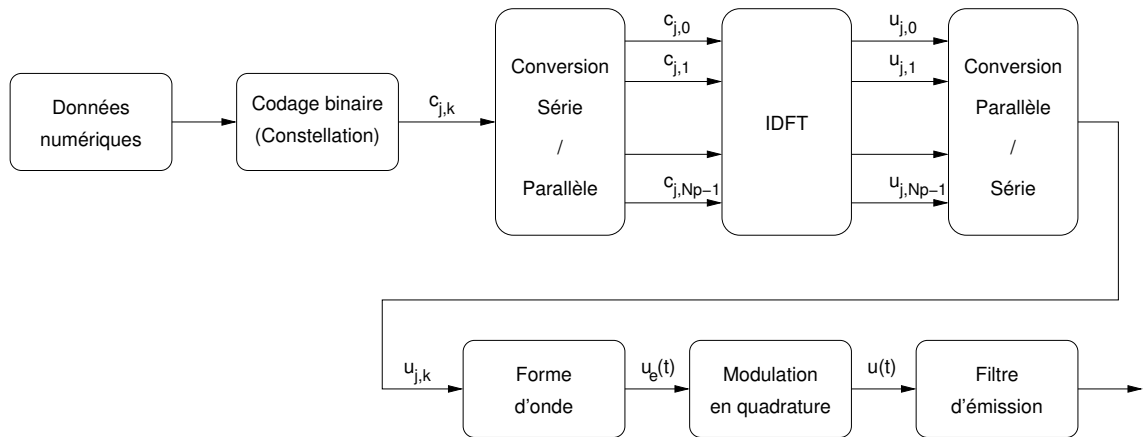 Données
numériques
Codage binaire
(Constellation)
c_{j,k}
Conversion
Série
/
Parallèle
c_{j,0}
c_{j,1}
c_{j,Np−1}
IDFT
u_{j,0}
u_{j,1}
u_{j,Np−1}
Conversion
Parallèle
/
Série
u_{j,k}
Forme
d'onde
u_e(t)
Modulation
en quadrature
u(t)
Filtre
d'émission